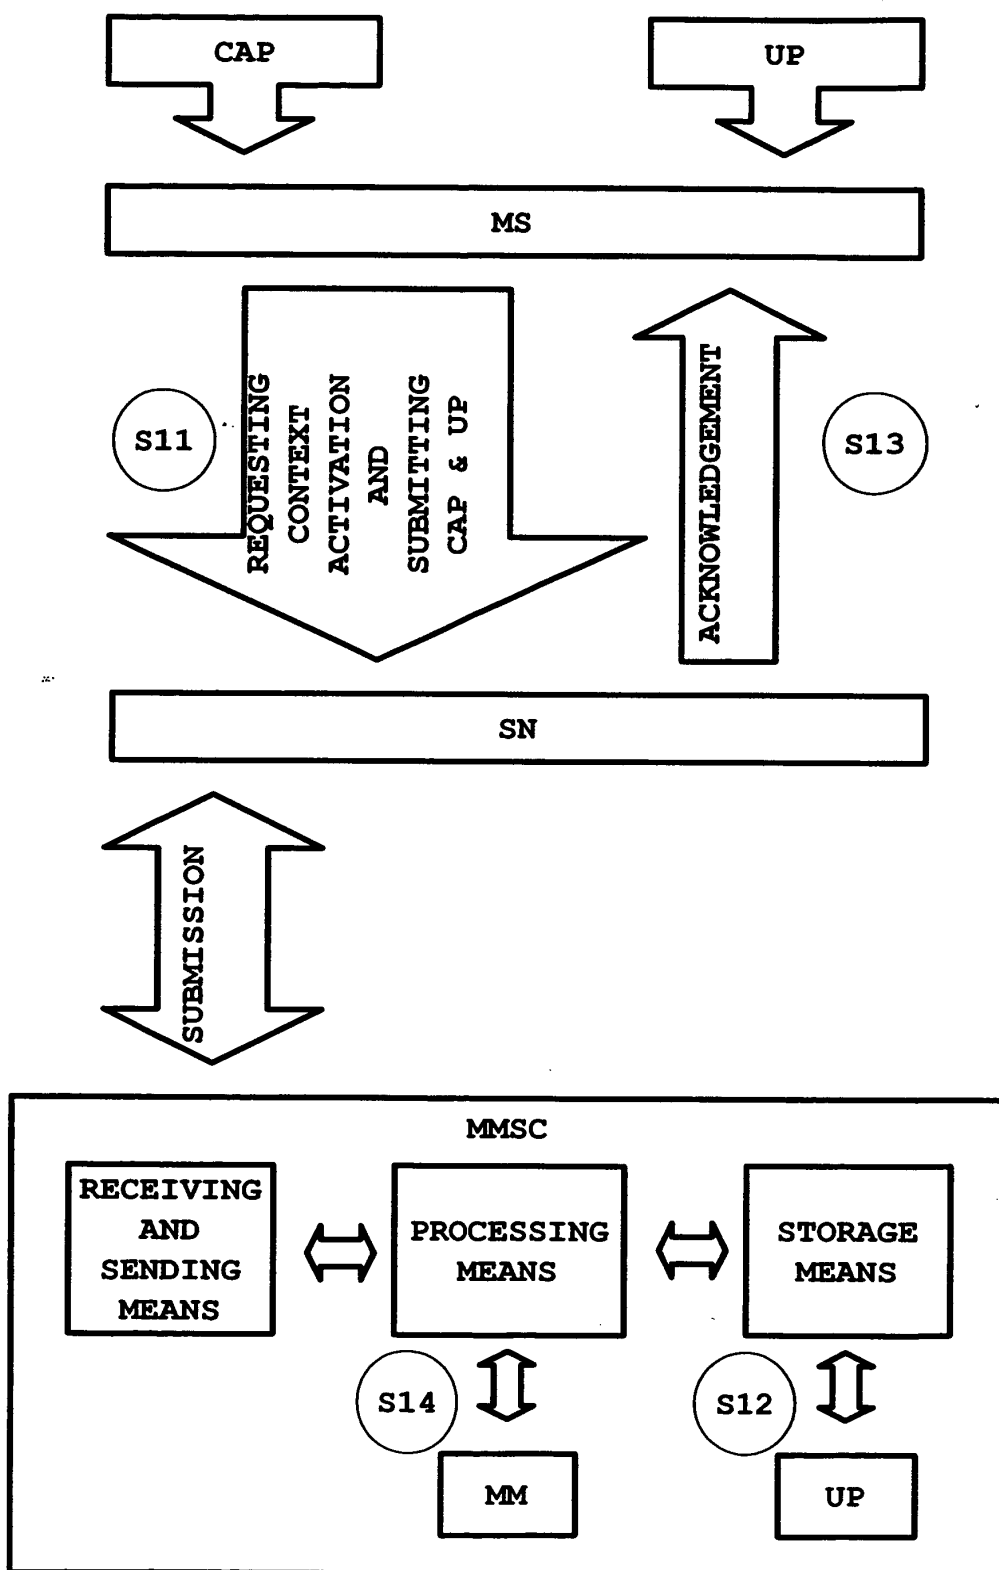 CAP
UP
MS
S11
REQUESTING
CONTEXT
ACTIVATION
AND
SUBMITTING
CAP & UP
ACKNOWLEDGEMENT
S13
SN
SUBMISSION
MMSC
RECEIVING
AND
SENDING
MEANS
PROCESSING
MEANS
STORAGE
MEANS
S14
S12
MM
UP